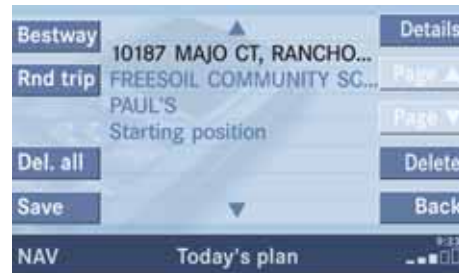 Bestway
Details
10187 MAJO CT, RANCHO...
Rnd trip
FREESOIL COMMUNITY SC...
Page ▲
PAUL'S
Page ▼
Starting position
Del. all
Delete
Save
Back
NAV
Today's plan